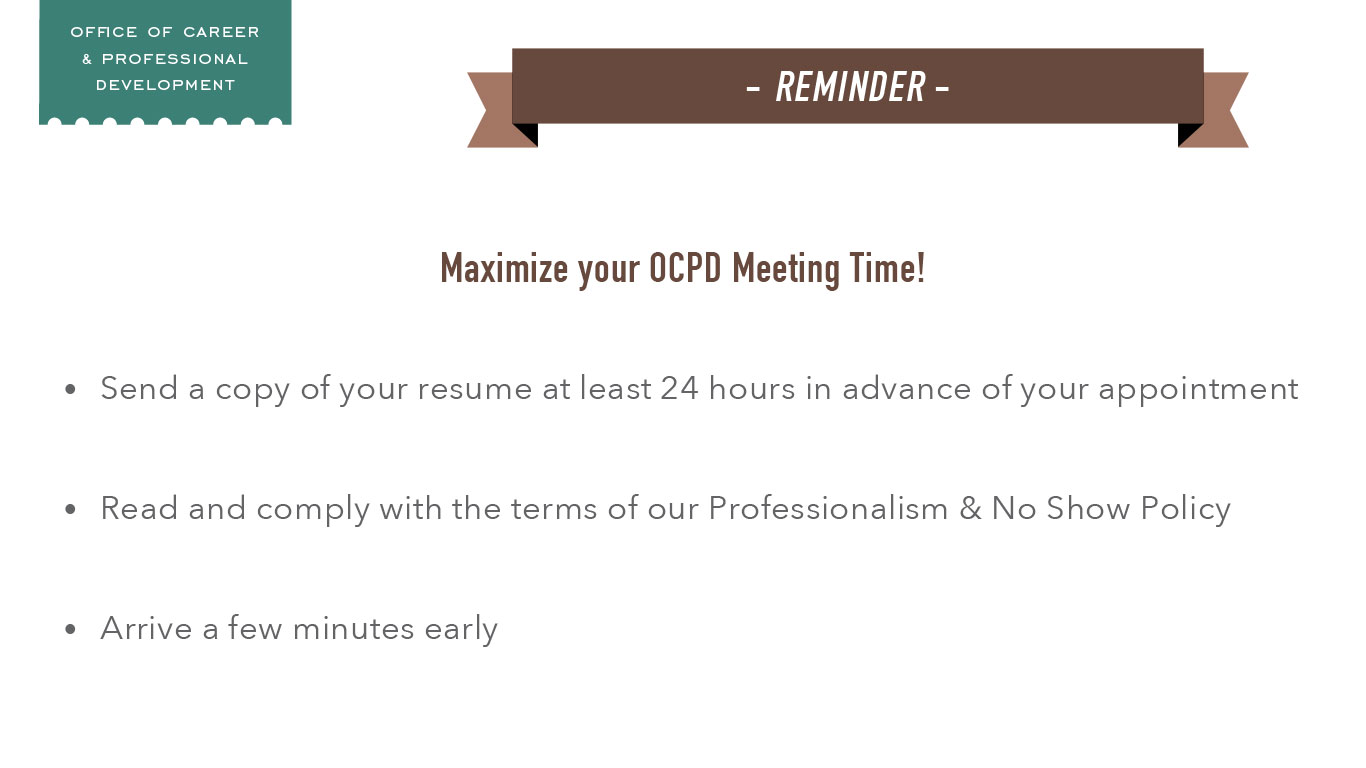 OFFICE OF CAREER
& PROFESSIONAL
DEVELOPMENT
- REMINDER -
Maximize your OCPD Meeting Time!
• Send a copy of your resume at least 24 hours in advance of your appointment
• Read and comply with the terms of our Professionalism & No Show Policy
• Arrive a few minutes early